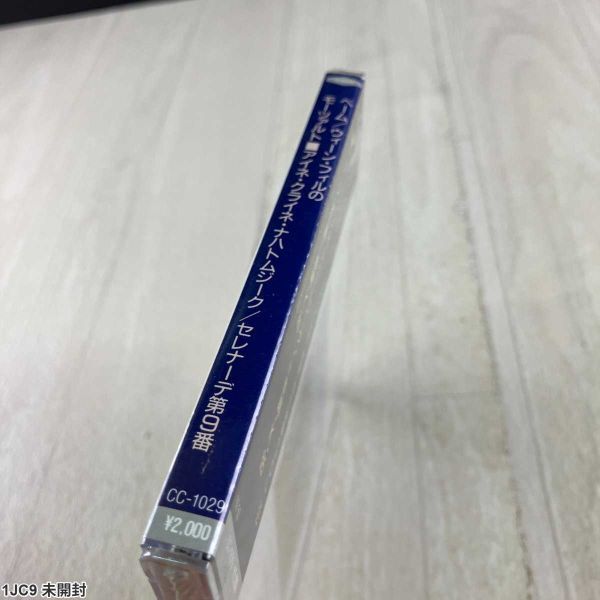 ベーム/ウィーン・フィルの
モーツァルト■アイネ・クライネ・ナハトムジーク/セレナーデ第9番
CC-1029
¥2,000
1JC9 未開封